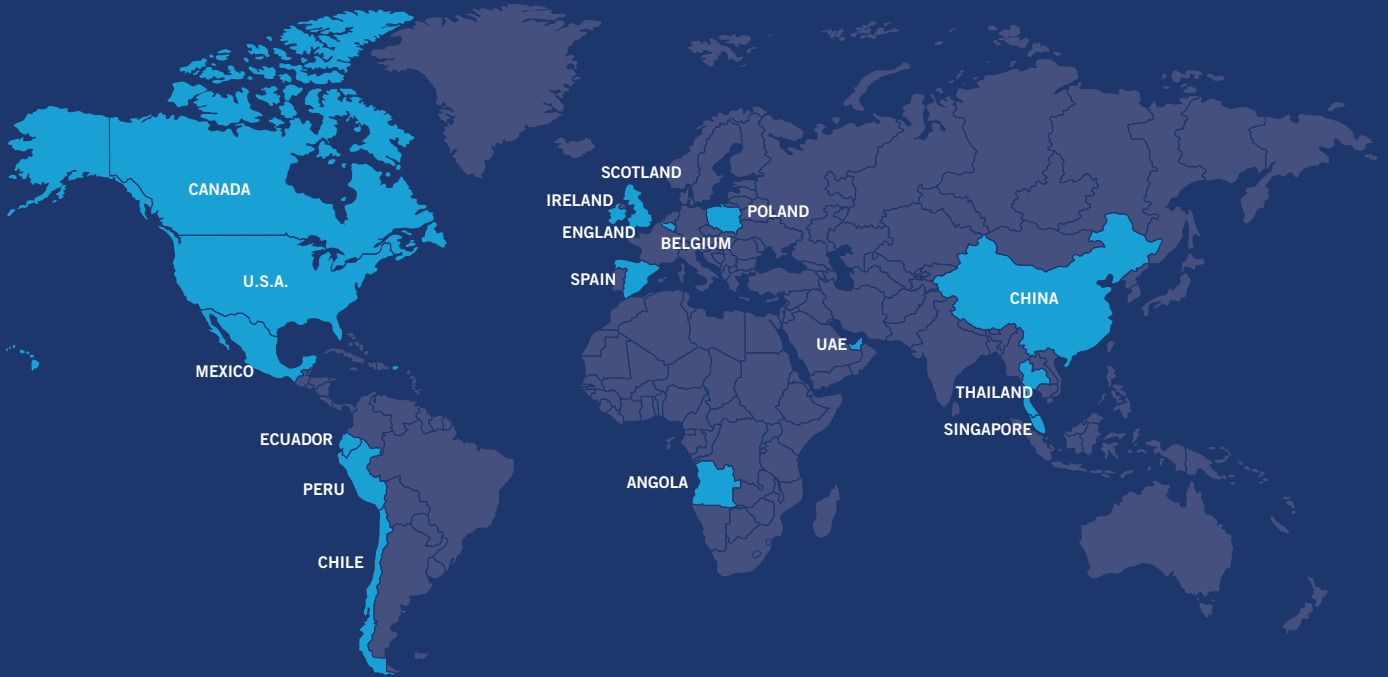 SCOTLAND
CANADA
IRELAND
POLAND
ENGLAND
BELGIUM
SPAIN
U.S.A.
CHINA
UAE
MEXICO
THAILAND
SINGAPORE
ECUADOR
ANGOLA
PERU
CHILE